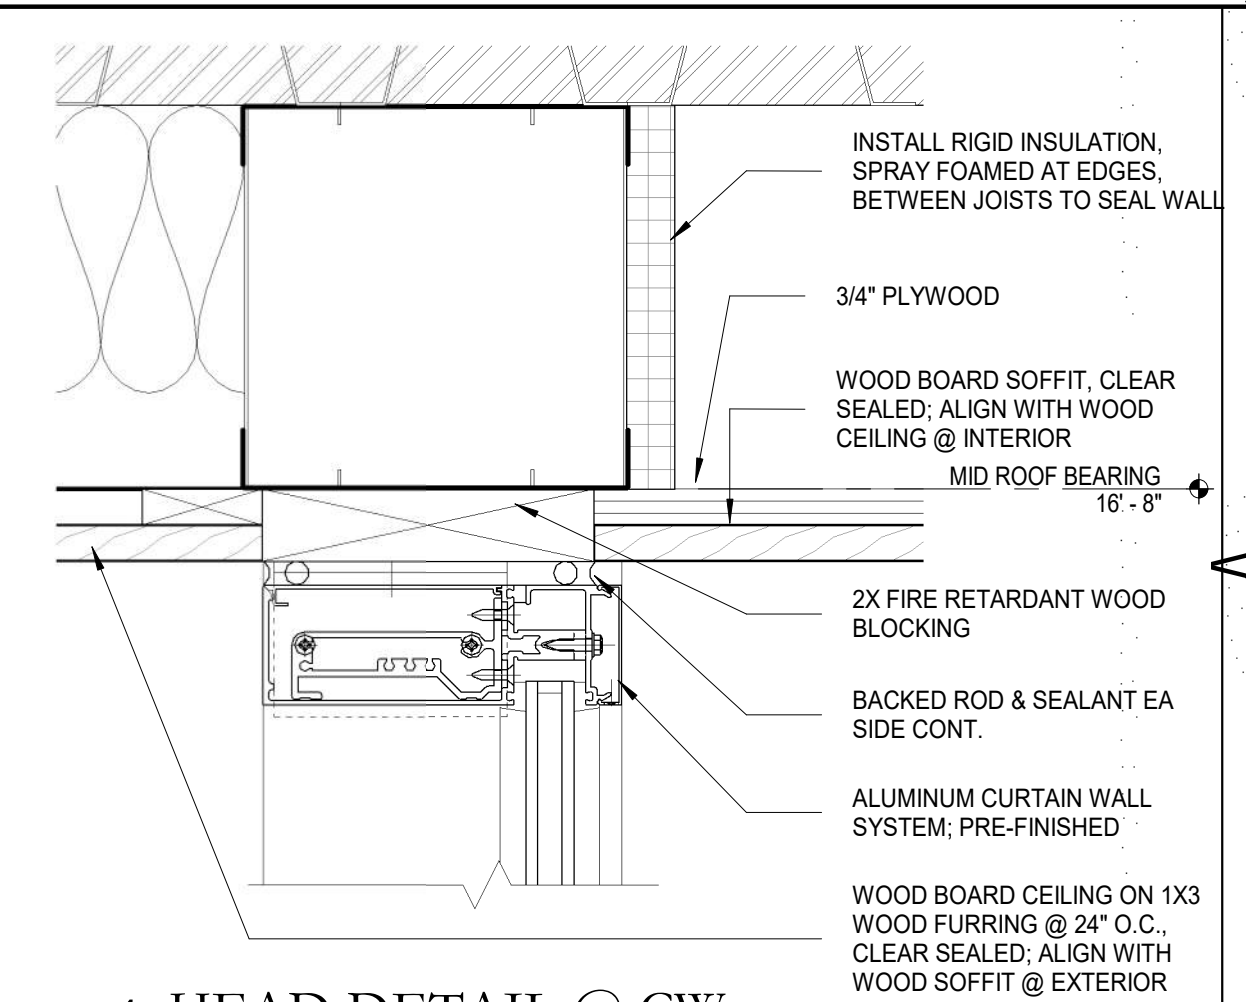 INSTALL RIGID INSULATION,
SPRAY FOAMED AT EDGES,
BETWEEN JOISTS TO SEAL WALL
3/4" PLYWOOD
WOOD BOARD SOFFIT, CLEAR
SEALED; ALIGN WITH WOOD
CEILING @ INTERIOR
MID ROOF BEARING
16' - 8"
2X FIRE RETARDANT WOOD
BLOCKING
BACKED ROD & SEALANT EA
SIDE CONT.
ALUMINUM CURTAIN WALL
SYSTEM; PRE-FINISHED
WOOD BOARD CEILING ON 1X3
WOOD FURRING @ 24" O.C.,
CLEAR SEALED; ALIGN WITH
WOOD SOFFIT @ EXTERIOR
HEAD DETAIL @ CW